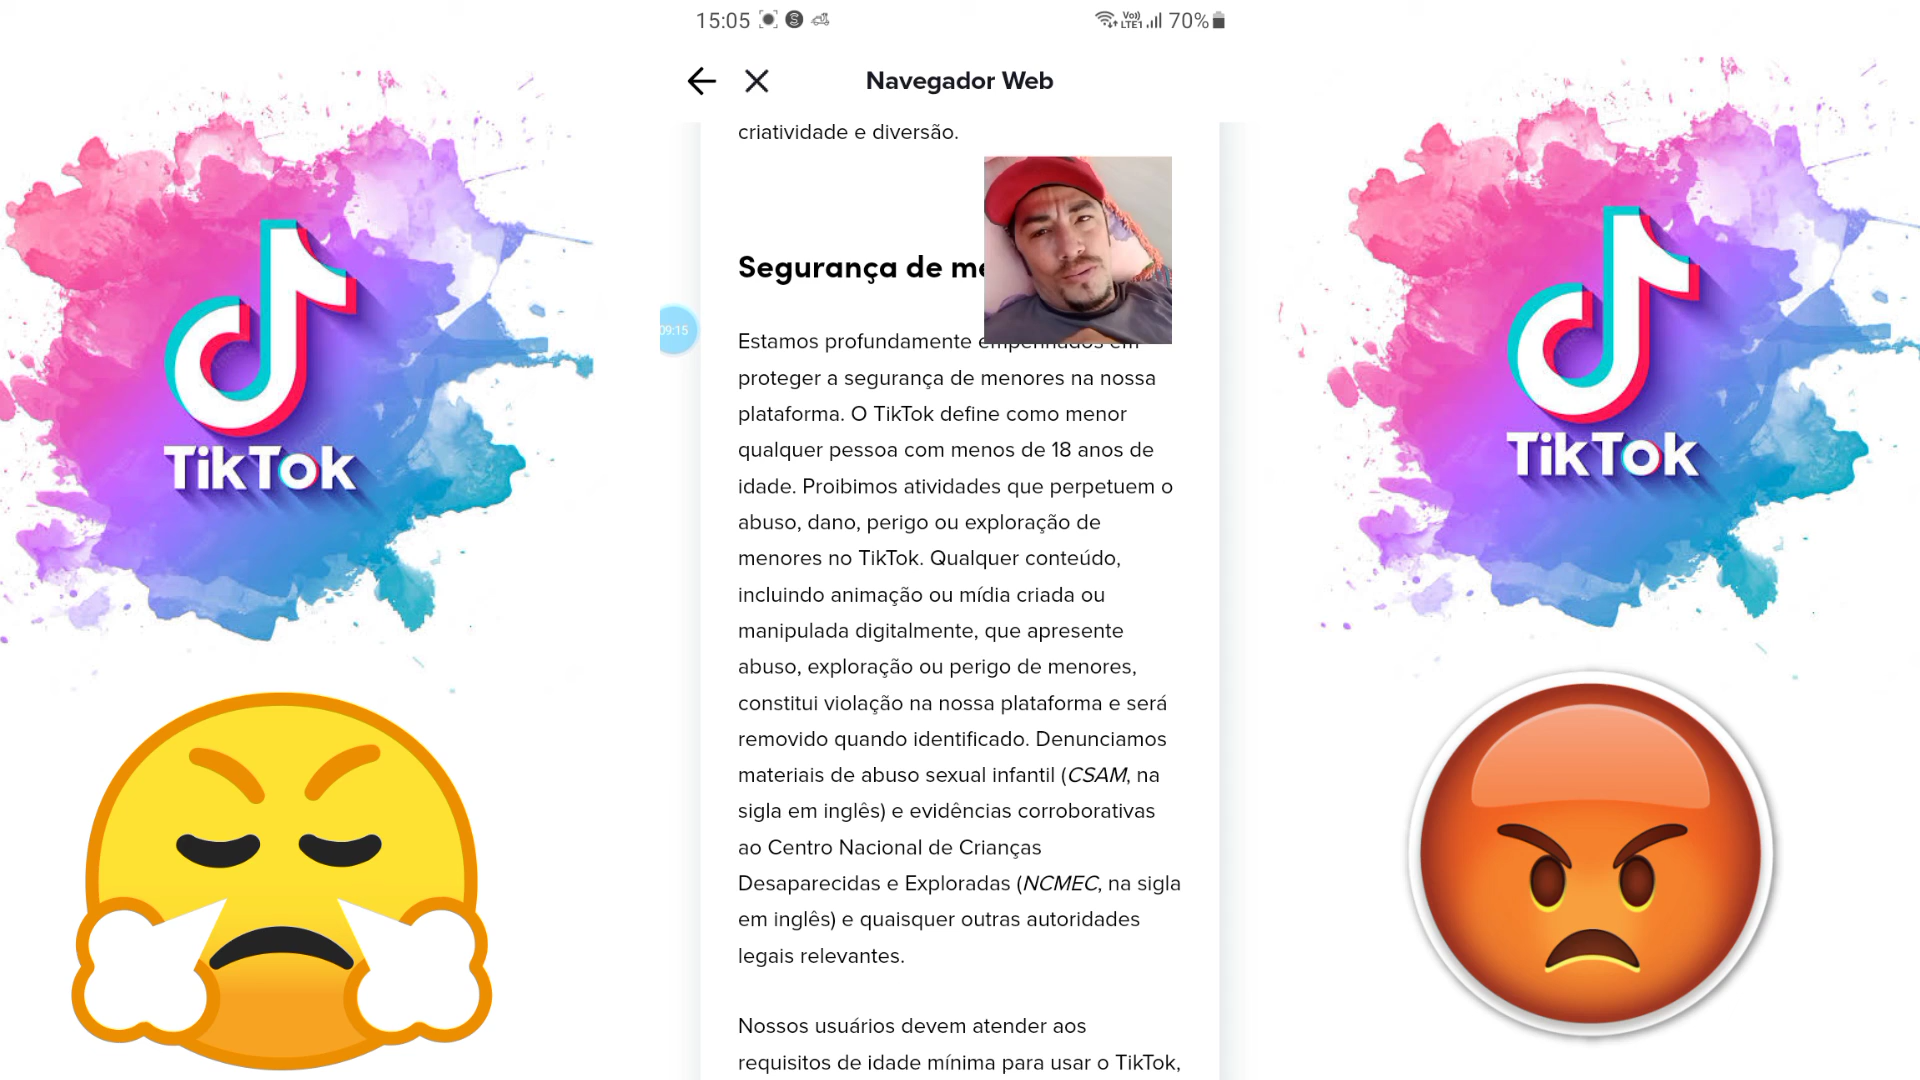 15:05
Vo))
LTE1
70%
Navegador Web
criatividade e diversão.
Segurança de me
09:15
Estamos profundamente empenhados em
proteger a segurança de menores na nossa
plataforma. O TikTok define como menor
qualquer pessoa com menos de 18 anos de
idade. Proibimos atividades que perpetuem o
abuso, dano, perigo ou exploração de
menores no TikTok. Qualquer conteúdo,
incluindo animação ou mídia criada ou
manipulada digitalmente, que apresente
abuso, exploração ou perigo de menores,
constitui violação na nossa plataforma e será
removido quando identificado. Denunciamos
materiais de abuso sexual infantil (CSAM, na
sigla em inglês) e evidências corroborativas
ao Centro Nacional de Crianças
Desaparecidas e Exploradas (NCMEC, na sigla
em inglês) e quaisquer outras autoridades
legais relevantes.
Nossos usuários devem atender aos
requisitos de idade mínima para usar o TikTok,
TikTok
TikTok